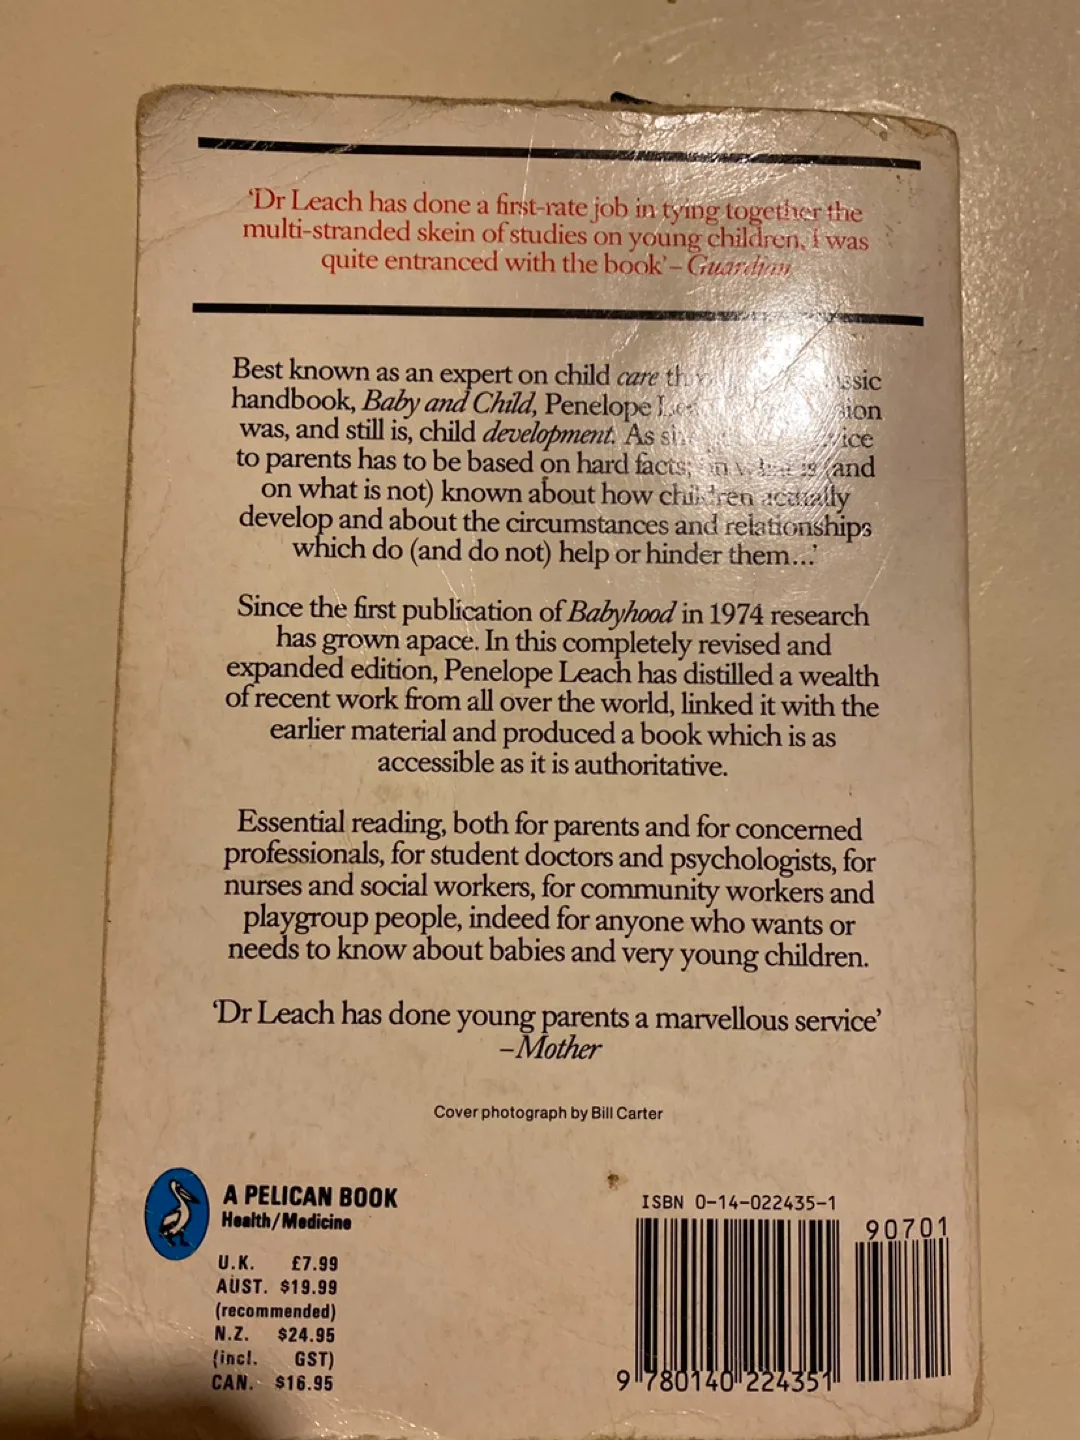 ‘Dr Leach has done a first-rate job in tying together the
multi-stranded skein of studies on young children, I was
quite entranced with the book’ – Guardian
Best known as an expert on child care
handbook, Baby and Child, Penelope
was, and still is, child development. As
to parents has to be based on hard facts; is (and
on what is not) known about how children actually
develop and about the circumstances and relationships
which do (and do not) help or hinder them...’
Since the first publication of Babyhood in 1974 research
has grown apace. In this completely revised and
expanded edition, Penelope Leach has distilled a wealth
of recent work from all over the world, linked it with the
earlier material and produced a book which is as
accessible as it is authoritative.
Essential reading, both for parents and for concerned
professionals, for student doctors and psychologists, for
nurses and social workers, for community workers and
playgroup people, indeed for anyone who wants or
needs to know about babies and very young children.
‘Dr Leach has done young parents a marvellous service’
–Mother
Cover photograph by Bill Carter
A PELICAN BOOK
Health/Medicine
U.K. £7.99
AUST. $19.99
(recommended)
N.Z. $24.95
(incl. GST)
CAN. $16.95
ISBN 0-14-022435-1
90701
9 780140 224351